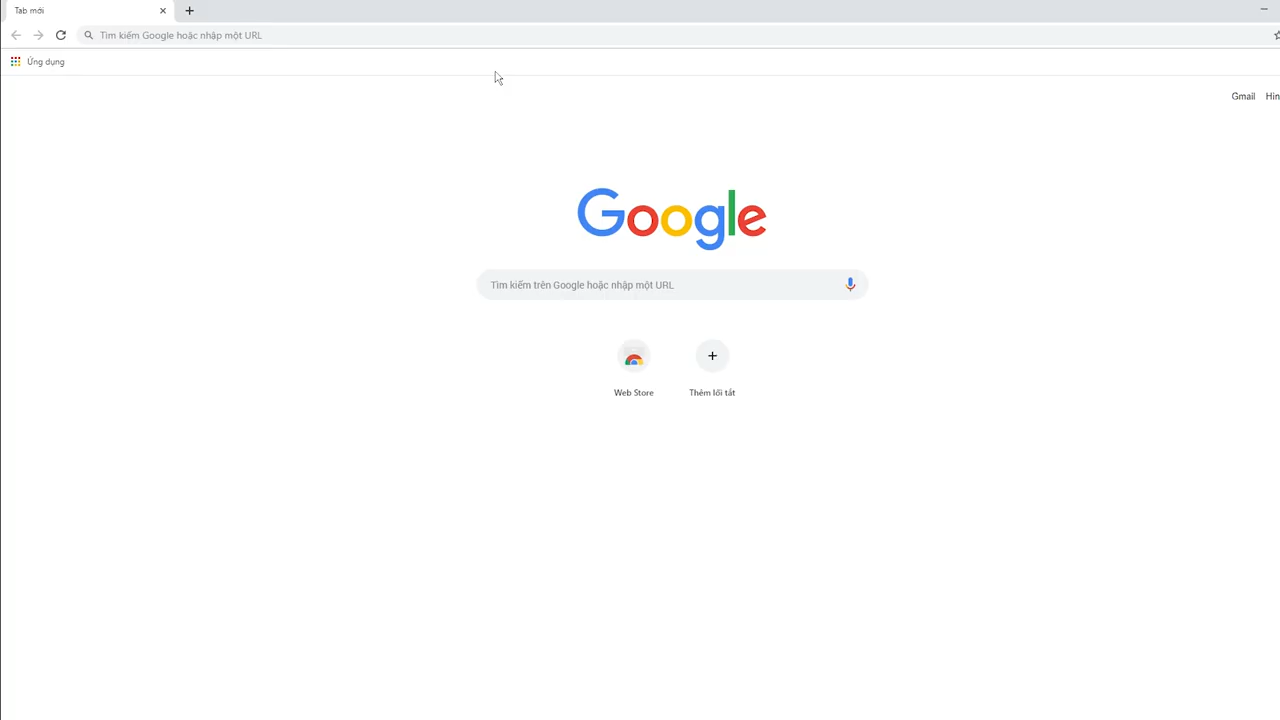 Tab mới
Tìm kiếm Google hoặc nhập một URL
Ứng dụng
Gmail
Google
Tìm kiếm trên Google hoặc nhập một URL
Web Store
Thêm lối tắt